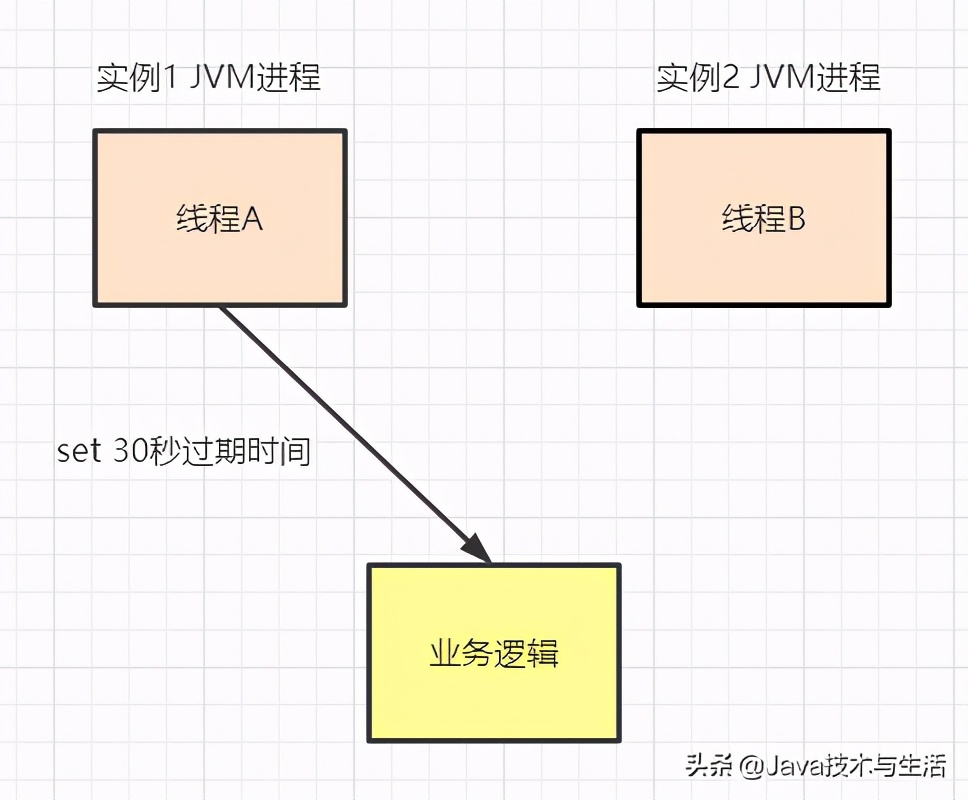 实例1 JVM进程
实例2 JVM进程
线程A
线程B
set 30秒过期时间
业务逻辑
头条 @Java技术与生活